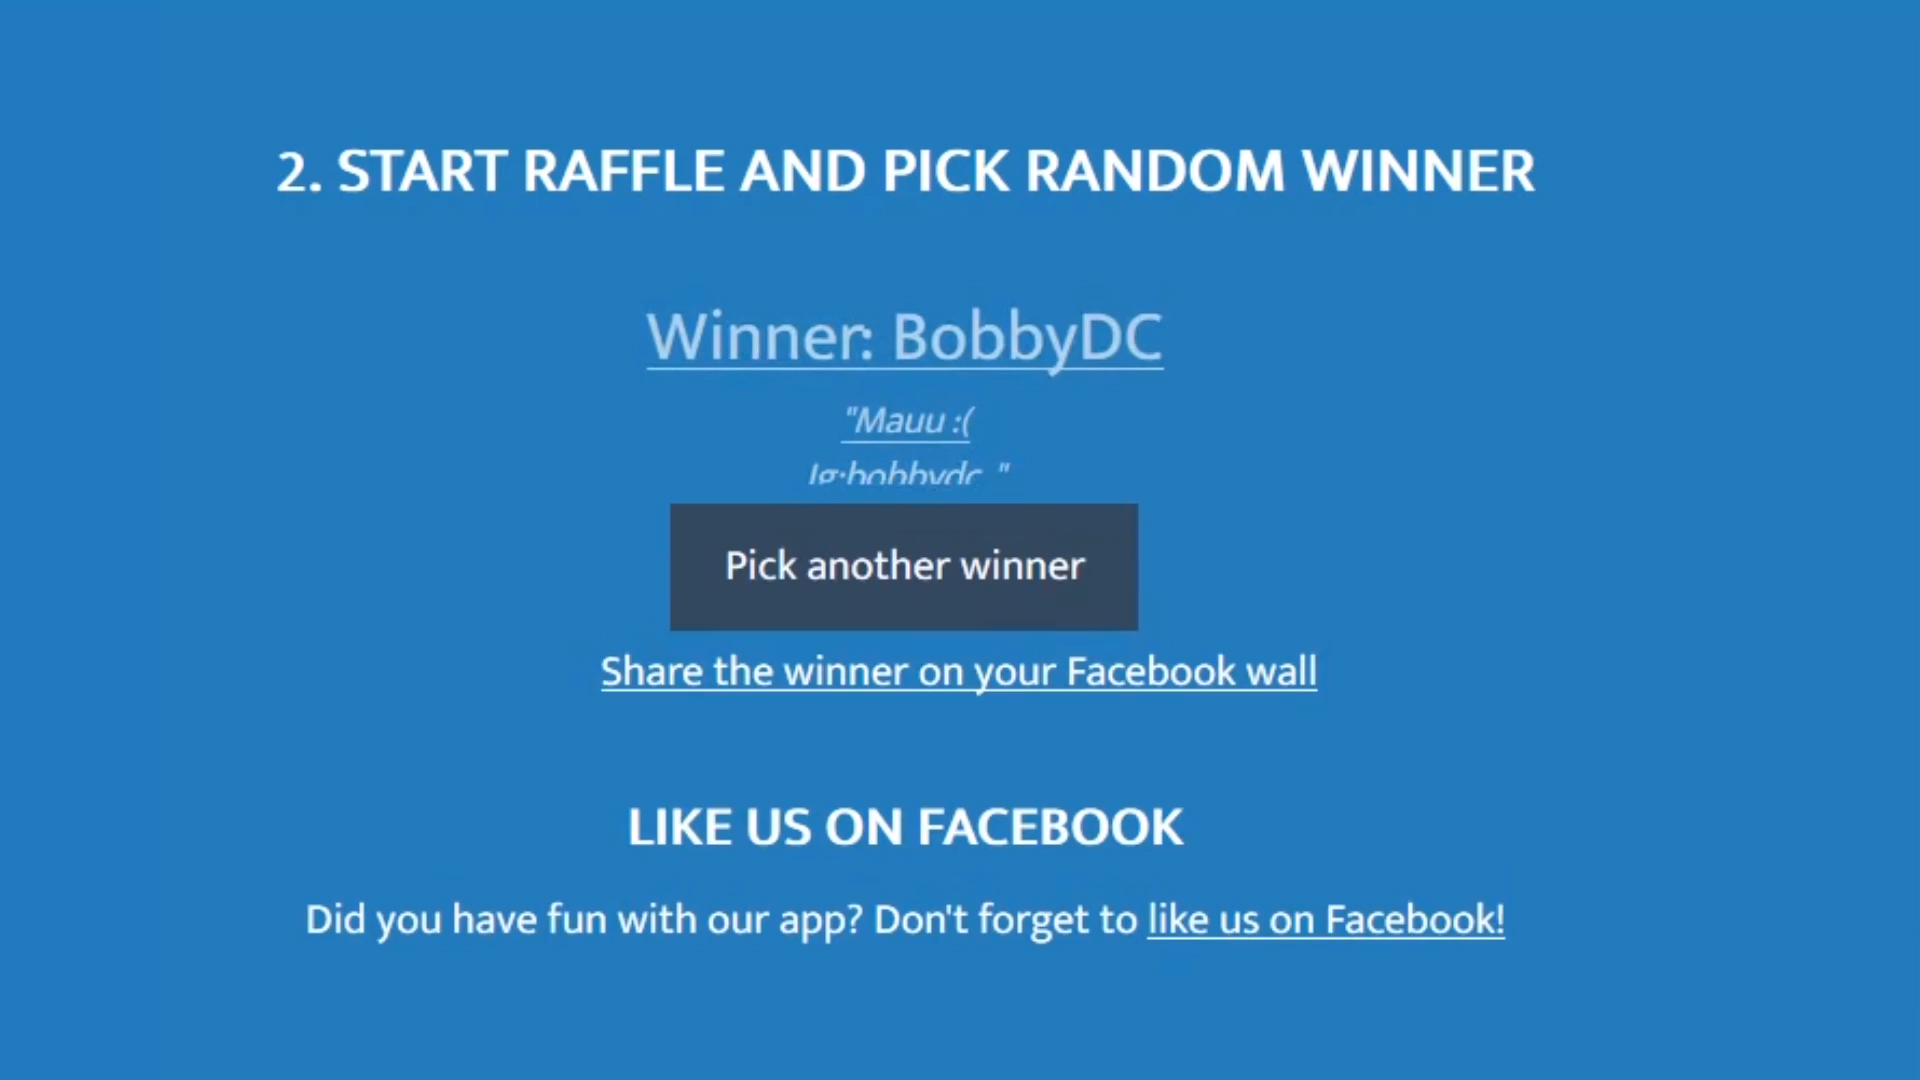 2. START RAFFLE AND PICK RANDOM WINNER
Winner: BobbyDC
"Mauu :(
Ig:bobbydc_"
Pick another winner
Share the winner on your Facebook wall
LIKE US ON FACEBOOK
Did you have fun with our app? Don't forget to like us on Facebook!